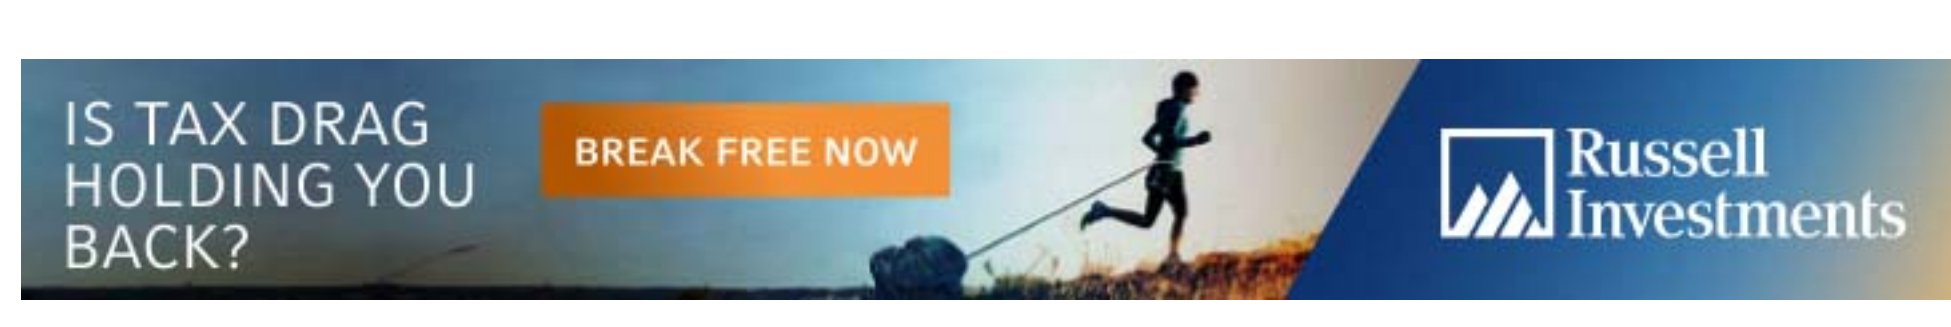 IS TAX DRAG
HOLDING YOU
BACK?
BREAK FREE NOW
Russell
Investments